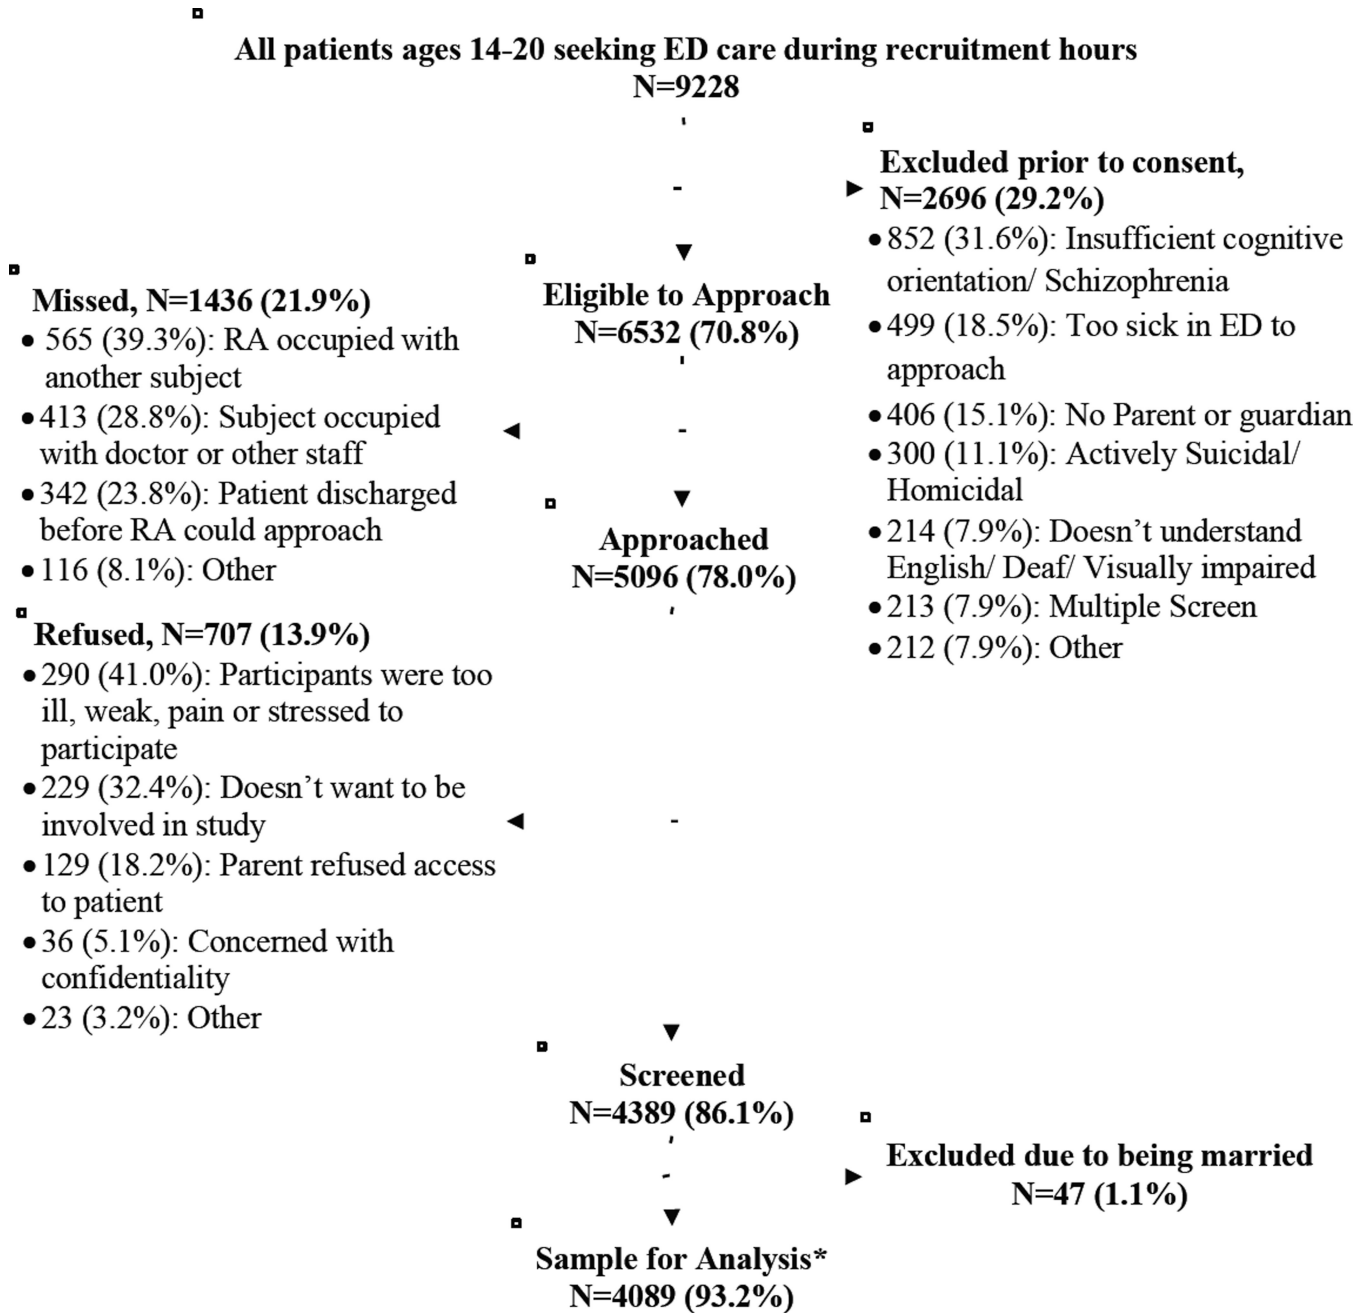 All patients ages 14-20 seeking ED care during recruitment hours
N=9228
Excluded prior to consent,
N=2696 (29.2%)
•852 (31.6%): Insufficient cognitive
orientation/ Schizophrenia
•499 (18.5%): Too sick in ED to
approach
•406 (15.1%): No Parent or guardian
•300 (11.1%): Actively Suicidal/
Homicidal
•214 (7.9%): Doesn’t understand
English/ Deaf/ Visually impaired
•213 (7.9%): Multiple Screen
•212 (7.9%): Other
Eligible to Approach
N=6532 (70.8%)
Missed, N=1436 (21.9%)
• 565 (39.3%): RA occupied with
another subject
•413 (28.8%): Subject occupied
with doctor or other staff
•342 (23.8%): Patient discharged
before RA could approach
•116 (8.1%): Other
Approached
N=5096 (78.0%)
Refused, N=707 (13.9%)
•290 (41.0%): Participants were too
ill, weak, pain or stressed to
participate
•229 (32.4%): Doesn’t want to be
involved in study
•129 (18.2%): Parent refused access
to patient
•36 (5.1%): Concerned with
confidentiality
•23 (3.2%): Other
Screened
N=4389 (86.1%)
Excluded due to being married
N=47 (1.1%)
Sample for Analysis*
N=4089 (93.2%)